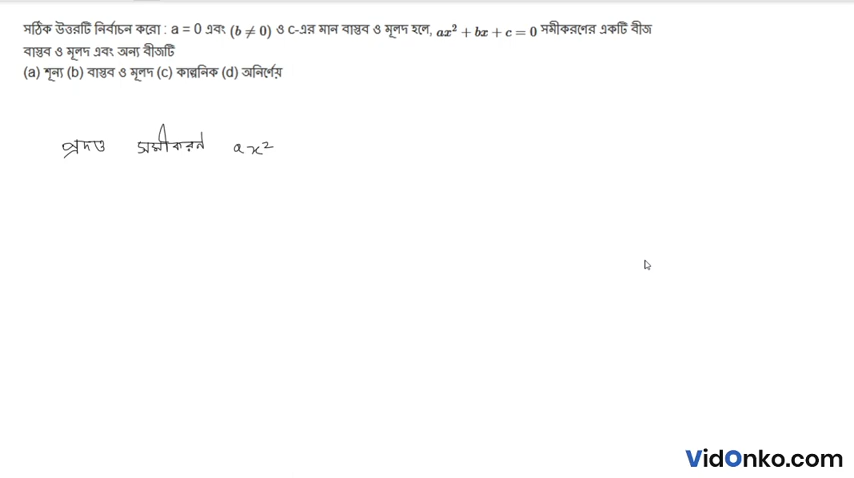 সঠিক উত্তরটি নির্বাচন করো : a = 0 এবং (b ≠ 0) ও c-এর মান বাস্তব ও মূলদ হলে, ax² + bx + c = 0 সমীকরণের একটি বীজ
বাস্তব ও মূলদ এবং অন্য বীজটি
(a) শূন্য (b) বাস্তব ও মূলদ (c) কাল্পনিক (d) অনির্ণেয়
প্রদত্ত সমীকরণ ax²
VidOnko.com